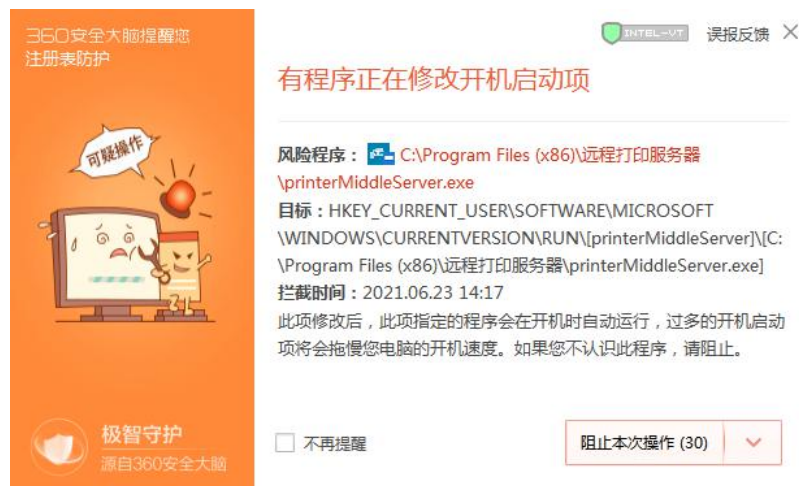 360安全大脑提醒您
注册表防护
INTEL-VT
误报反馈
有程序正在修改开机启动项
可疑操作
风险程序： C:\Program Files (x86)\远程打印服务器
\printerMiddleServer.exe
目标：HKEY_CURRENT_USER\SOFTWARE\MICROSOFT
\WINDOWS\CURRENTVERSION\RUN\[printerMiddleServer]\[C:
\Program Files (x86)\远程打印服务器\printerMiddleServer.exe]
拦截时间：2021.06.23 14:17
此项修改后，此项指定的程序会在开机时自动运行，过多的开机启动
项将会拖慢您电脑的开机速度。如果您不认识此程序，请阻止。
极智守护
源自360安全大脑
不再提醒
阻止本次操作 (30)